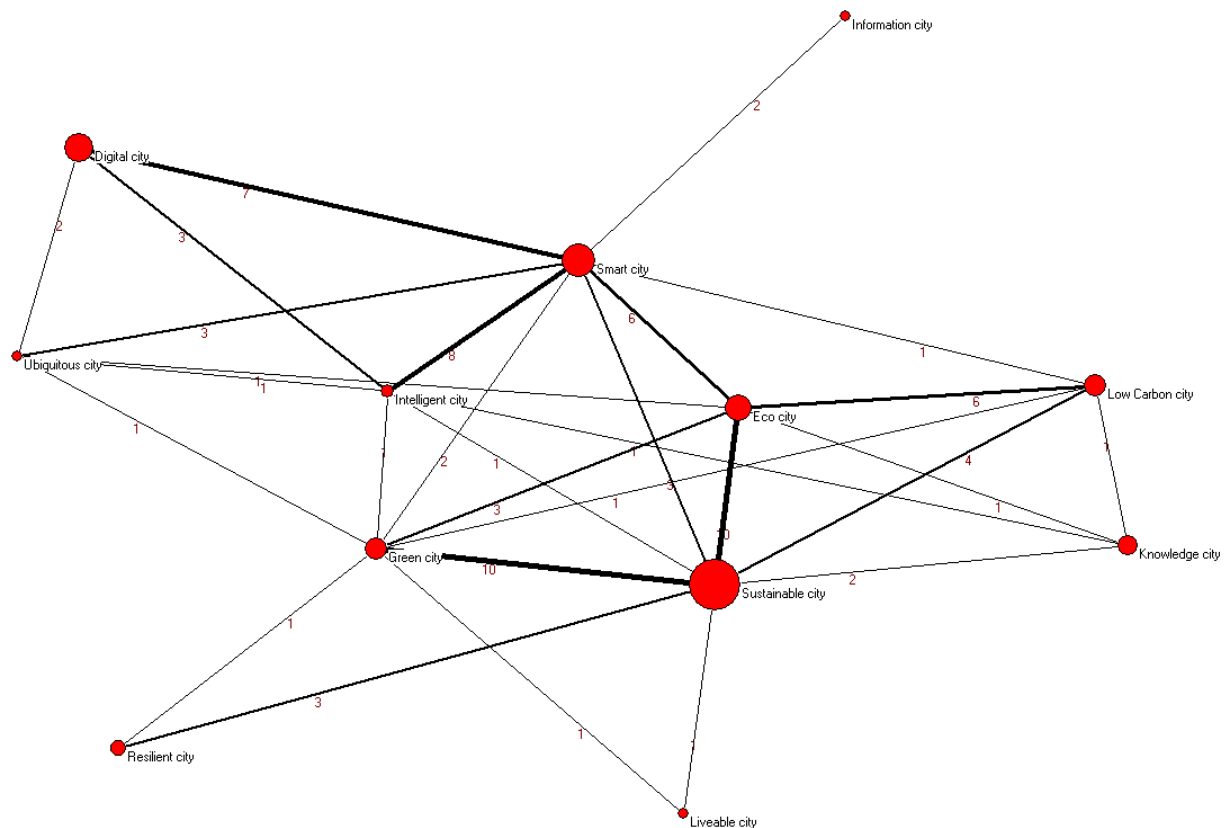 Information city
2
Digital city
7
2
3
Smart city
3
6
1
8
Ubiquitous city
1
1
Intelligent city
Low Carbon city
6
Eco city
1
1
2
1
1
4
1
3
1
3
1
10
Green city
10
Knowledge city
2
Sustainable city
1
3
1
1
Resilient city
Liveable city